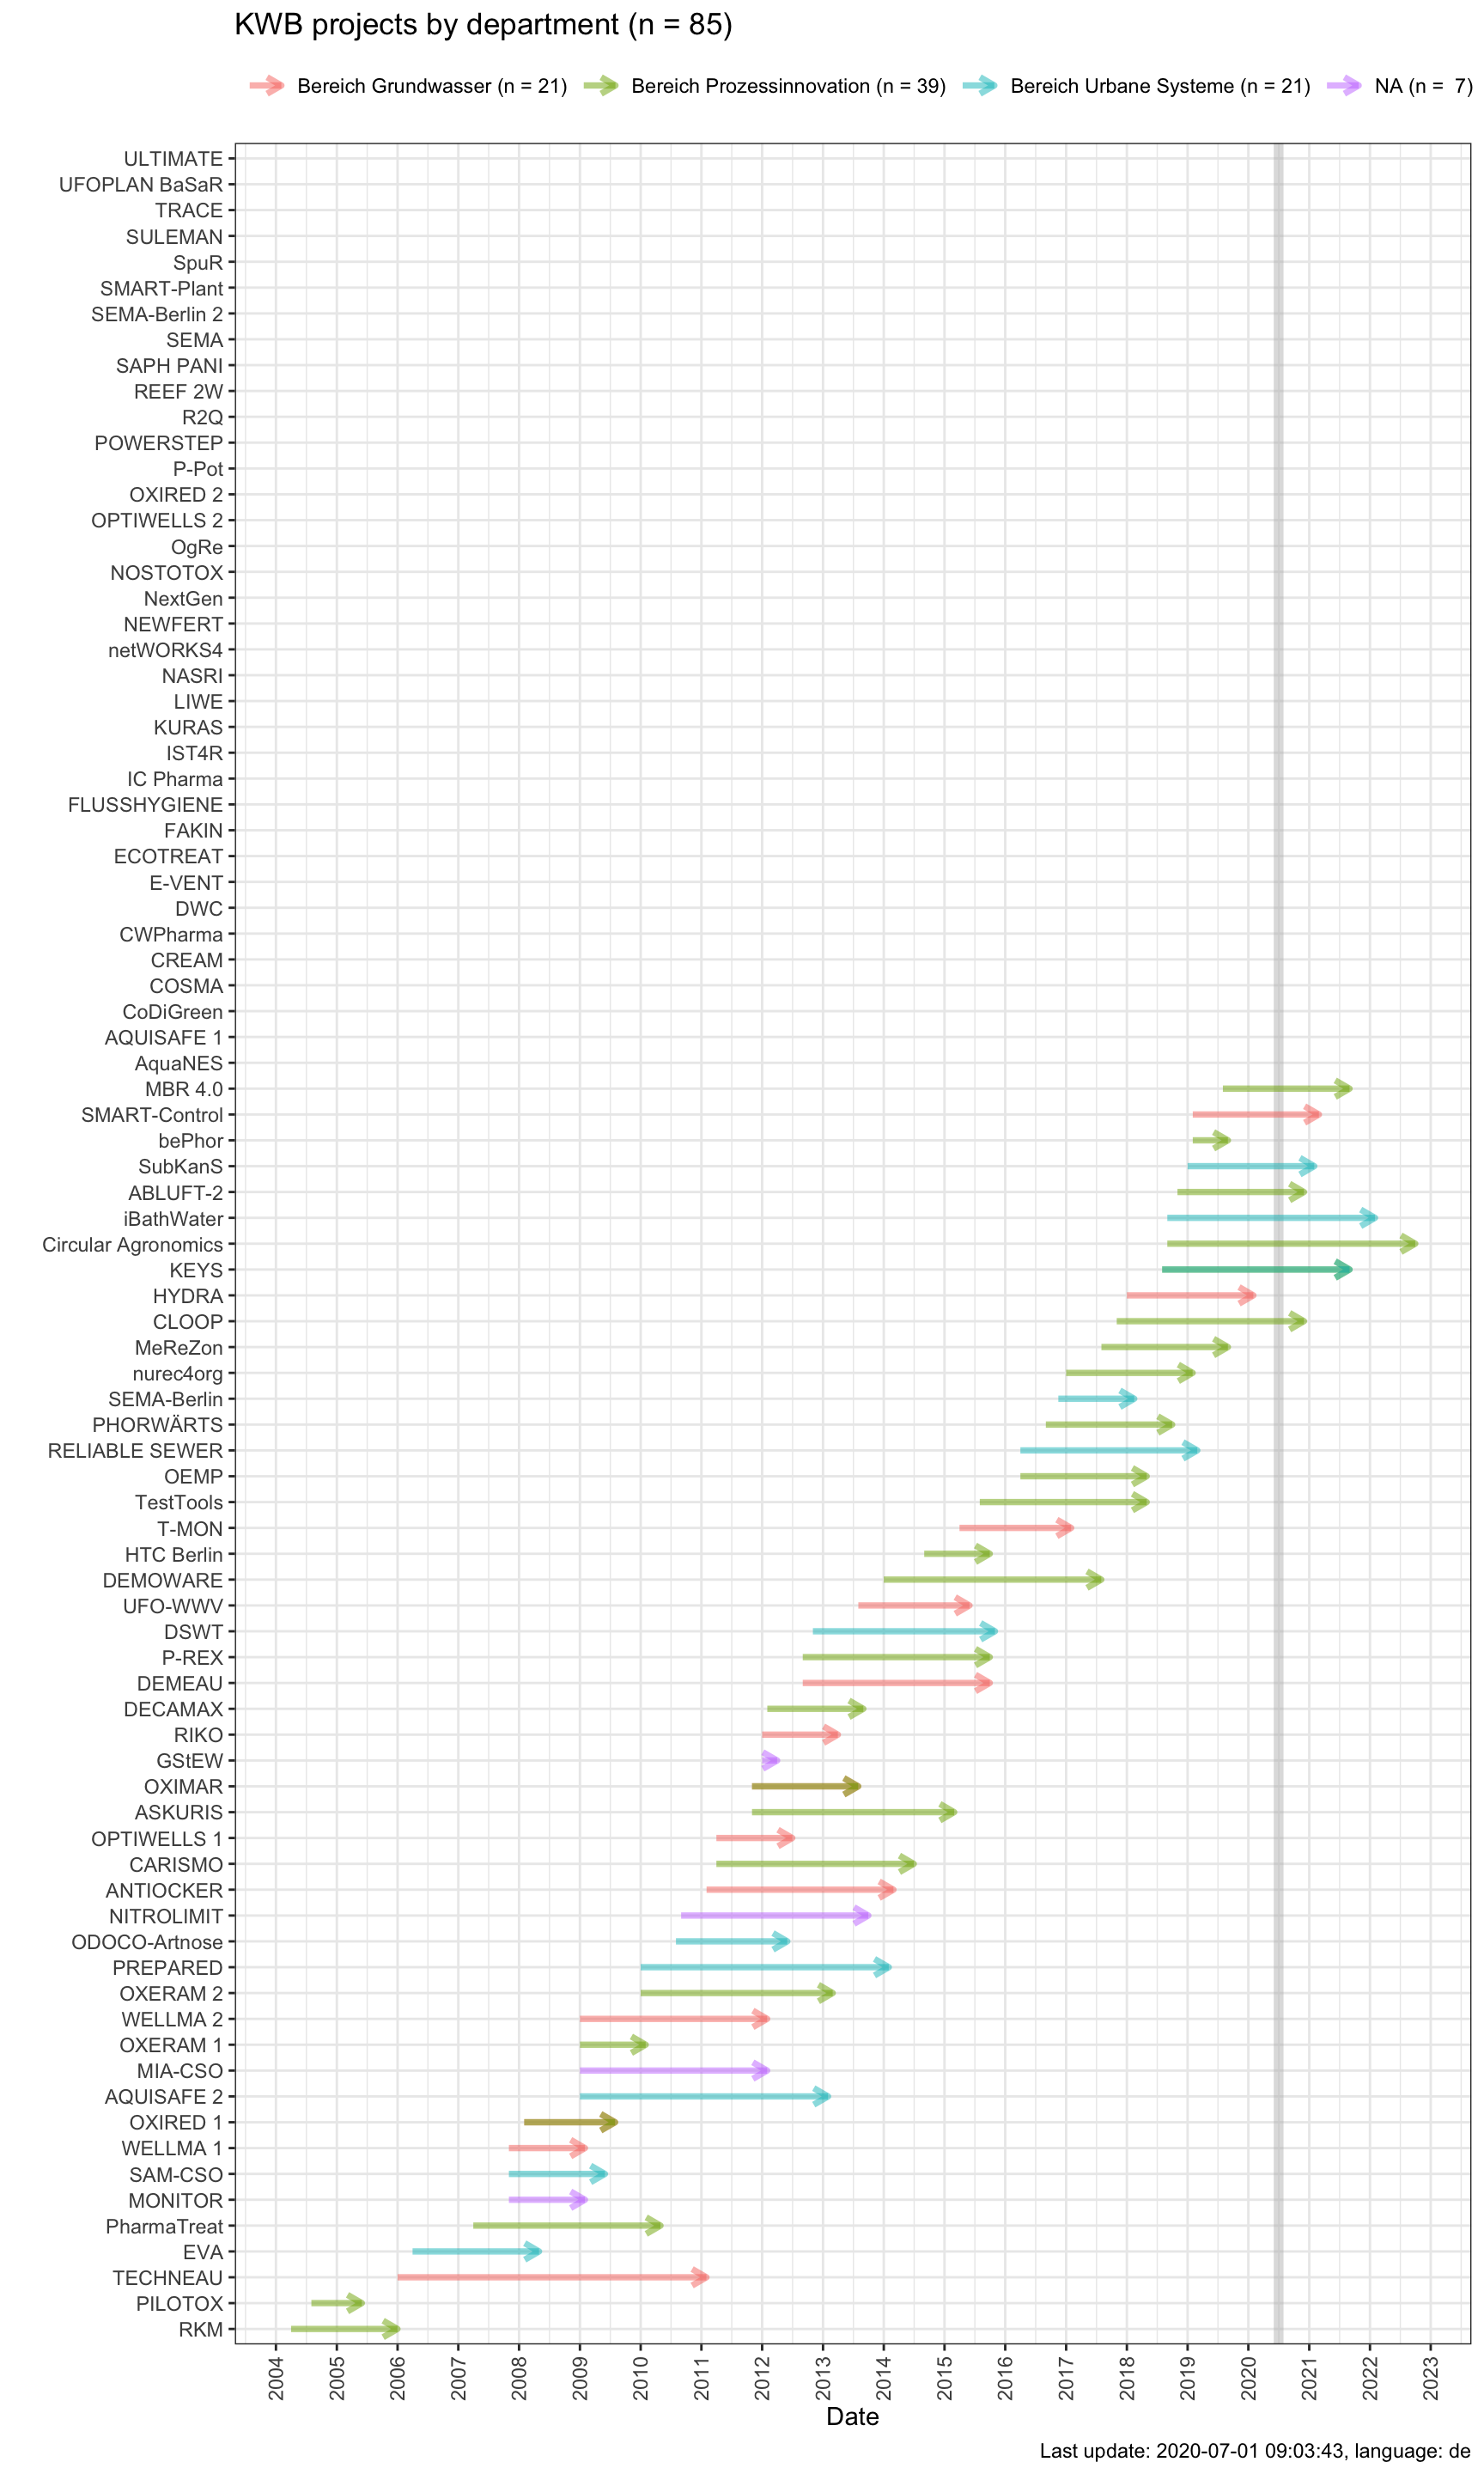 KWB projects by department (n = 85)
Bereich Grundwasser (n = 21) Bereich Prozessinnovation (n = 39) Bereich Urbane Systeme (n = 21) NA (n =  7)
ULTIMATE
UFOPLAN BaSaR
TRACE
SULEMAN
SpuR
SMART-Plant
SEMA-Berlin 2
SEMA
SAPH PANI
REEF 2W
R2Q
POWERSTEP
P-Pot
OXIRED 2
OPTIWELLS 2
OgRe
NOSTOTOX
NextGen
NEWFERT
netWORKS4
NASRI
LIWE
KURAS
IST4R
IC Pharma
FLUSSHYGIENE
FAKIN
ECOTREAT
E-VENT
DWC
CWPharma
CREAM
COSMA
CoDiGreen
AQUISAFE 1
AquaNES
MBR 4.0
SMART-Control
bePhor
SubKanS
ABLUFT-2
iBathWater
Circular Agronomics
KEYS
HYDRA
CLOOP
MeReZon
nurec4org
SEMA-Berlin
PHORWÄRTS
RELIABLE SEWER
OEMP
TestTools
T-MON
HTC Berlin
DEMOWARE
UFO-WWV
DSWT
P-REX
DEMEAU
DECAMAX
RIKO
GStEW
OXIMAR
ASKURIS
OPTIWELLS 1
CARISMO
ANTIOCKER
NITROLIMIT
ODOCO-Artnose
PREPARED
OXERAM 2
WELLMA 2
OXERAM 1
MIA-CSO
AQUISAFE 2
OXIRED 1
WELLMA 1
SAM-CSO
MONITOR
PharmaTreat
EVA
TECHNEAU
PILOTOX
RKM
2004 2005 2006 2007 2008 2009 2010 2011 2012 2013 2014 2015 2016 2017 2018 2019 2020 2021 2022 2023
Date
Last update: 2020-07-01 09:03:43, language: de